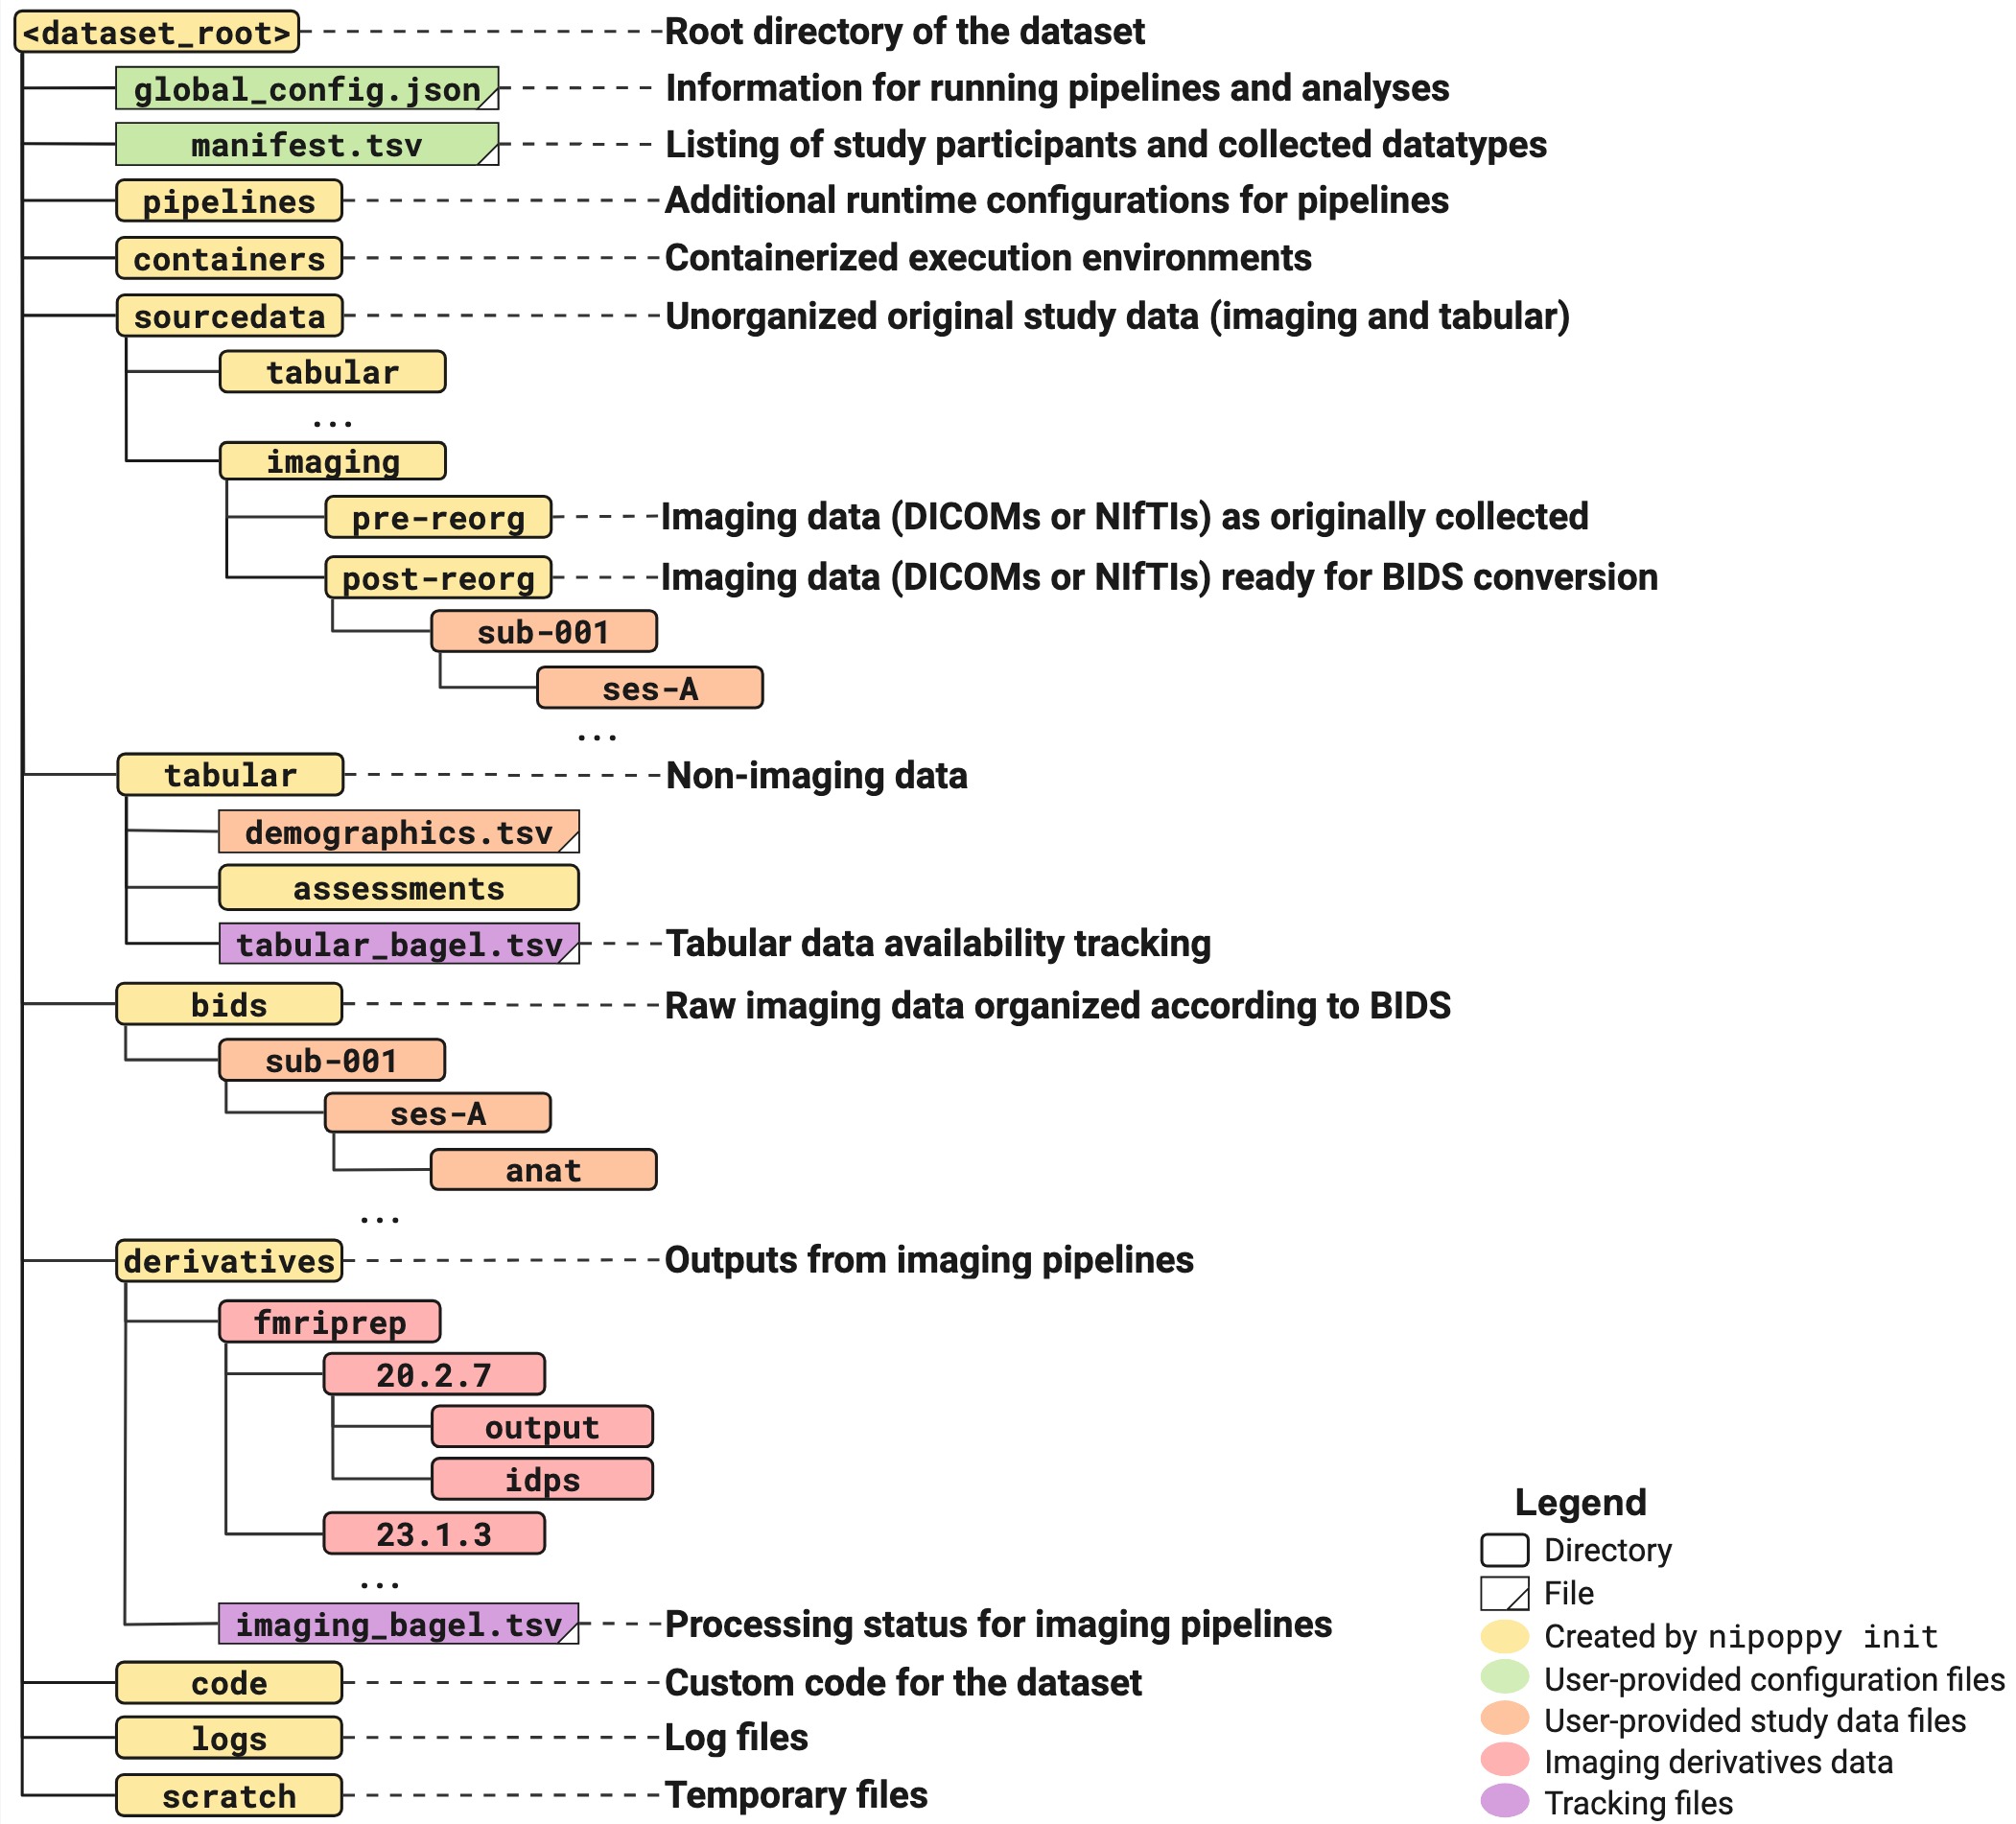 <dataset_root> Root directory of the dataset
global_config.json Information for running pipelines and analyses
manifest.tsv Listing of study participants and collected datatypes
pipelines Additional runtime configurations for pipelines
containers Containerized execution environments
sourcedata Unorganized original study data (imaging and tabular)
tabular
...
imaging
pre-reorg Imaging data (DICOMs or NIfTIs) as originally collected
post-reorg Imaging data (DICOMs or NIfTIs) ready for BIDS conversion
sub-001
ses-A
...
tabular Non-imaging data
demographics.tsv
assessments
tabular_bagel.tsv Tabular data availability tracking
bids Raw imaging data organized according to BIDS
sub-001
ses-A
anat
...
derivatives Outputs from imaging pipelines
fmriprep
20.2.7
output
idps
23.1.3
...
imaging_bagel.tsv Processing status for imaging pipelines
code Custom code for the dataset
logs Log files
scratch Temporary files
Legend
Directory
File
Created by nipoppy init
User-provided configuration files
User-provided study data files
Imaging derivatives data
Tracking files